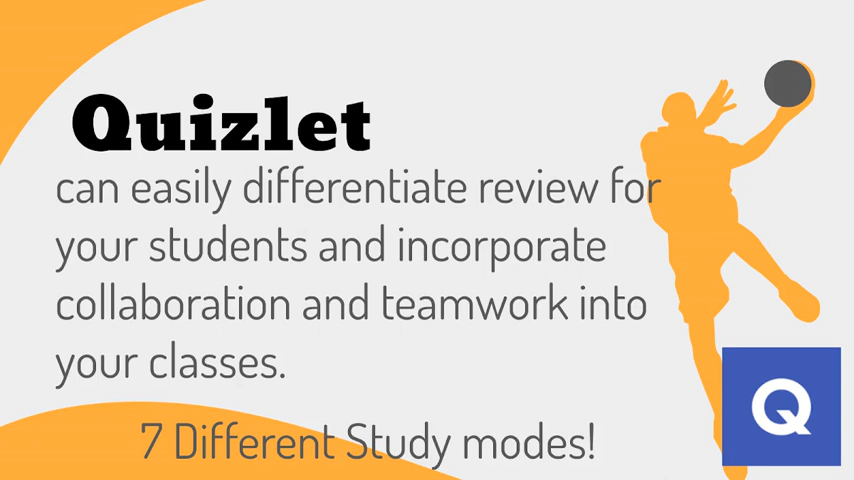 Quizlet
can easily differentiate review for
your students and incorporate
collaboration and teamwork into
your classes.
7 Different Study modes!
Q